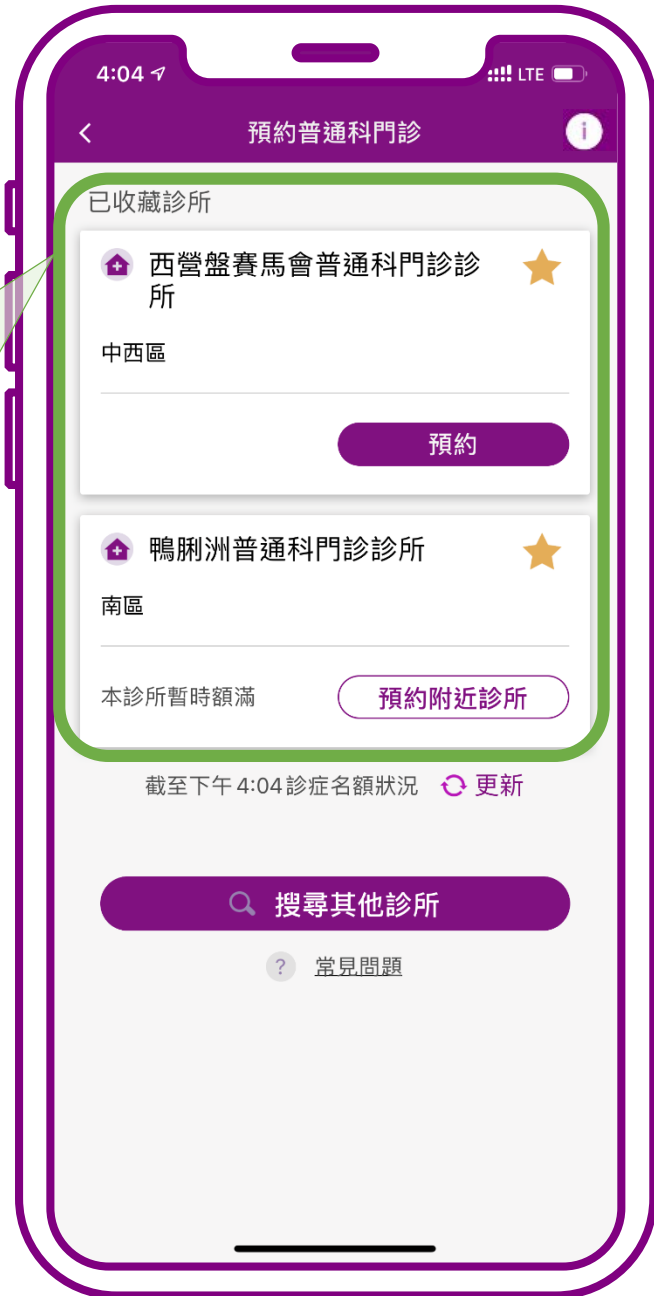 4:04
LTE
預約普通科門診
i
已收藏診所
西營盤賽馬會普通科門診診
所
中西區
預約
鴨脷洲普通科門診診所
南區
本診所暫時額滿
預約附近診所
截至下午4:04診症名額狀況 更新
搜尋其他診所
? 常見問題